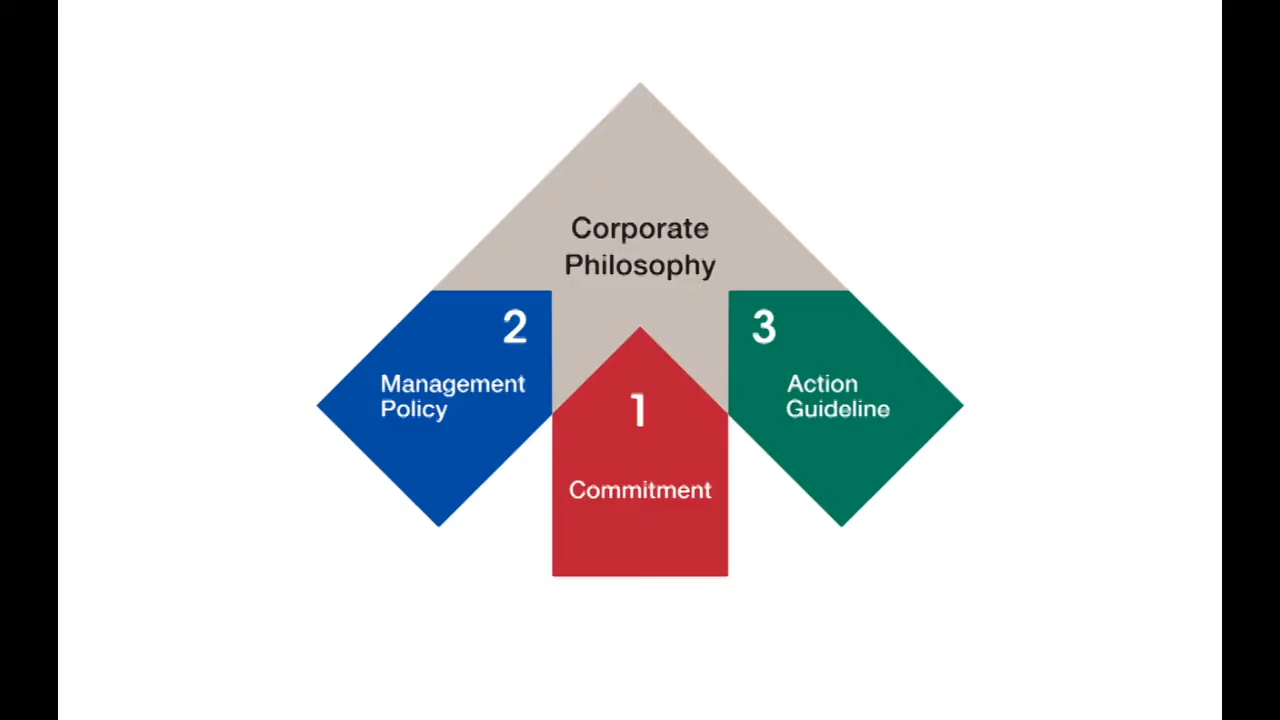 Corporate
Philosophy
2
Management
Policy
1
Commitment
3
Action
Guideline